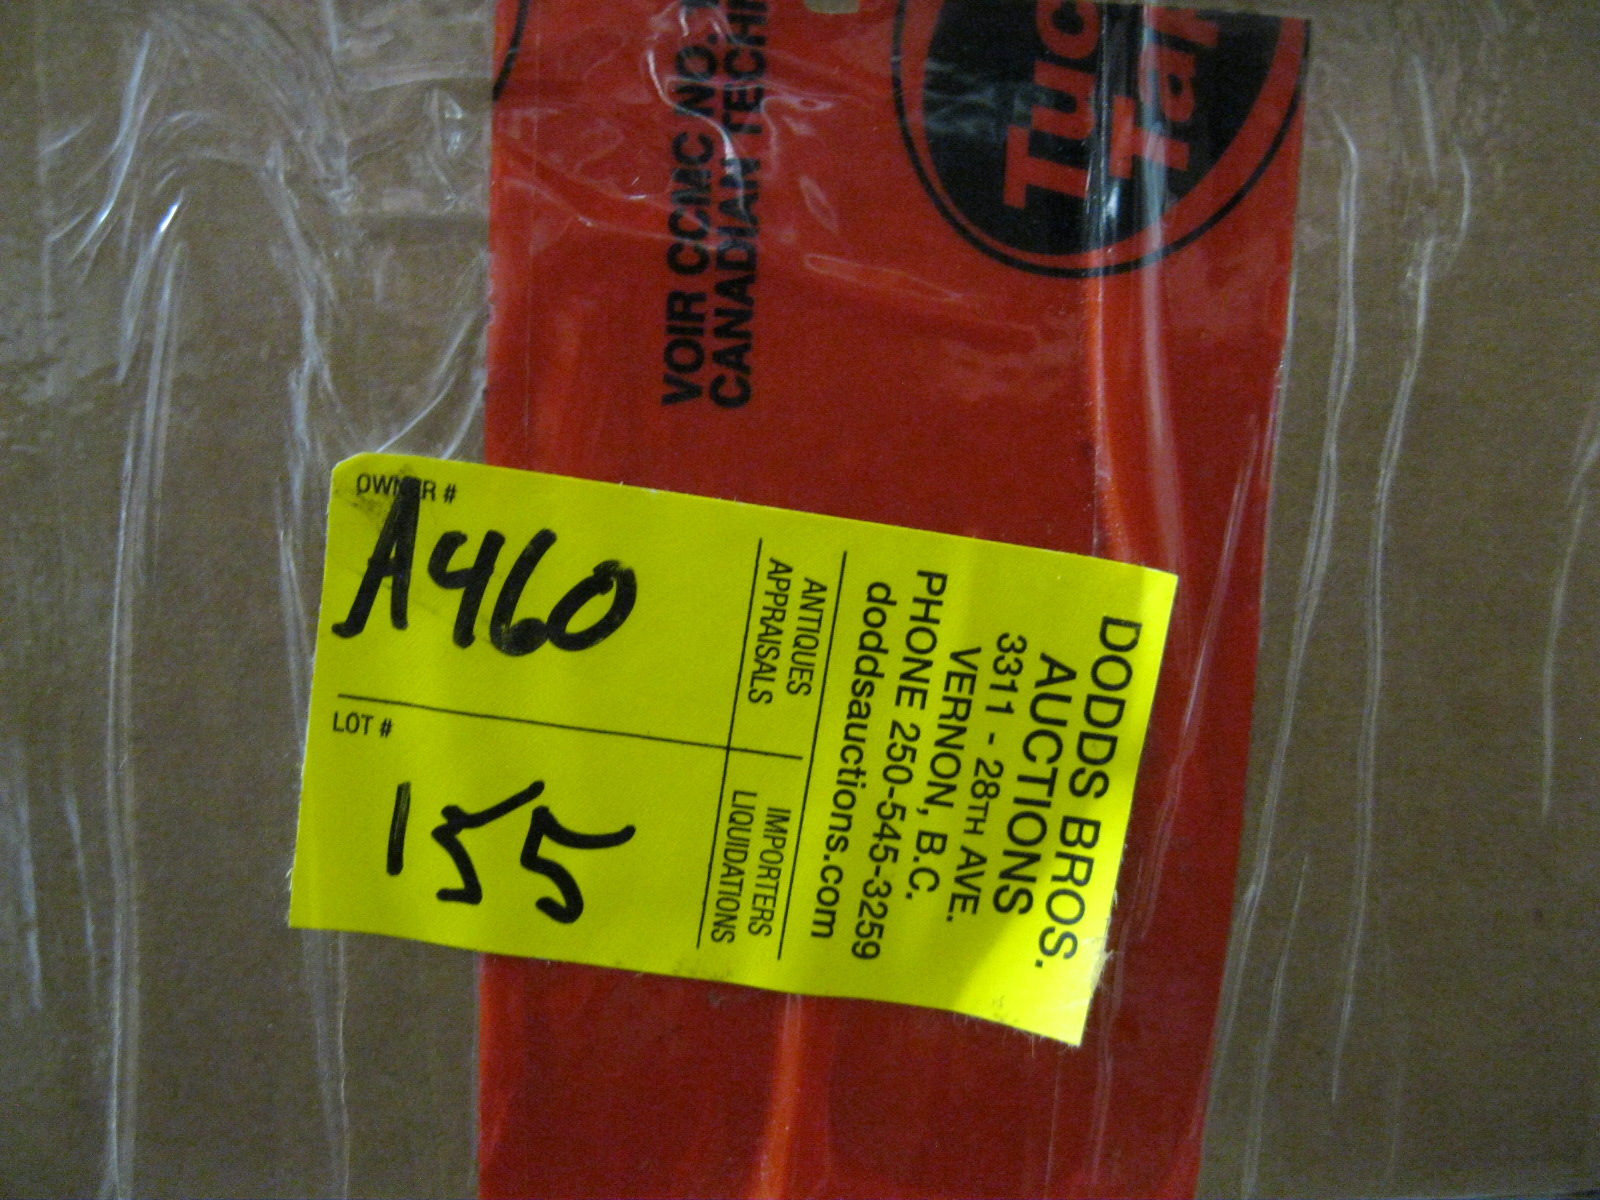 VOIR CCMC NO.
CANADIAN TECH
Tuc
OWNER #
A460
LOT #
155
ANTIQUES
APPRAISALS
IMPORTERS
LIQUIDATIONS
DODDS BROS.
AUCTIONS
3311 - 28TH AVE.
VERNON, B.C.
PHONE 250-545-3259
doddsauctions.com